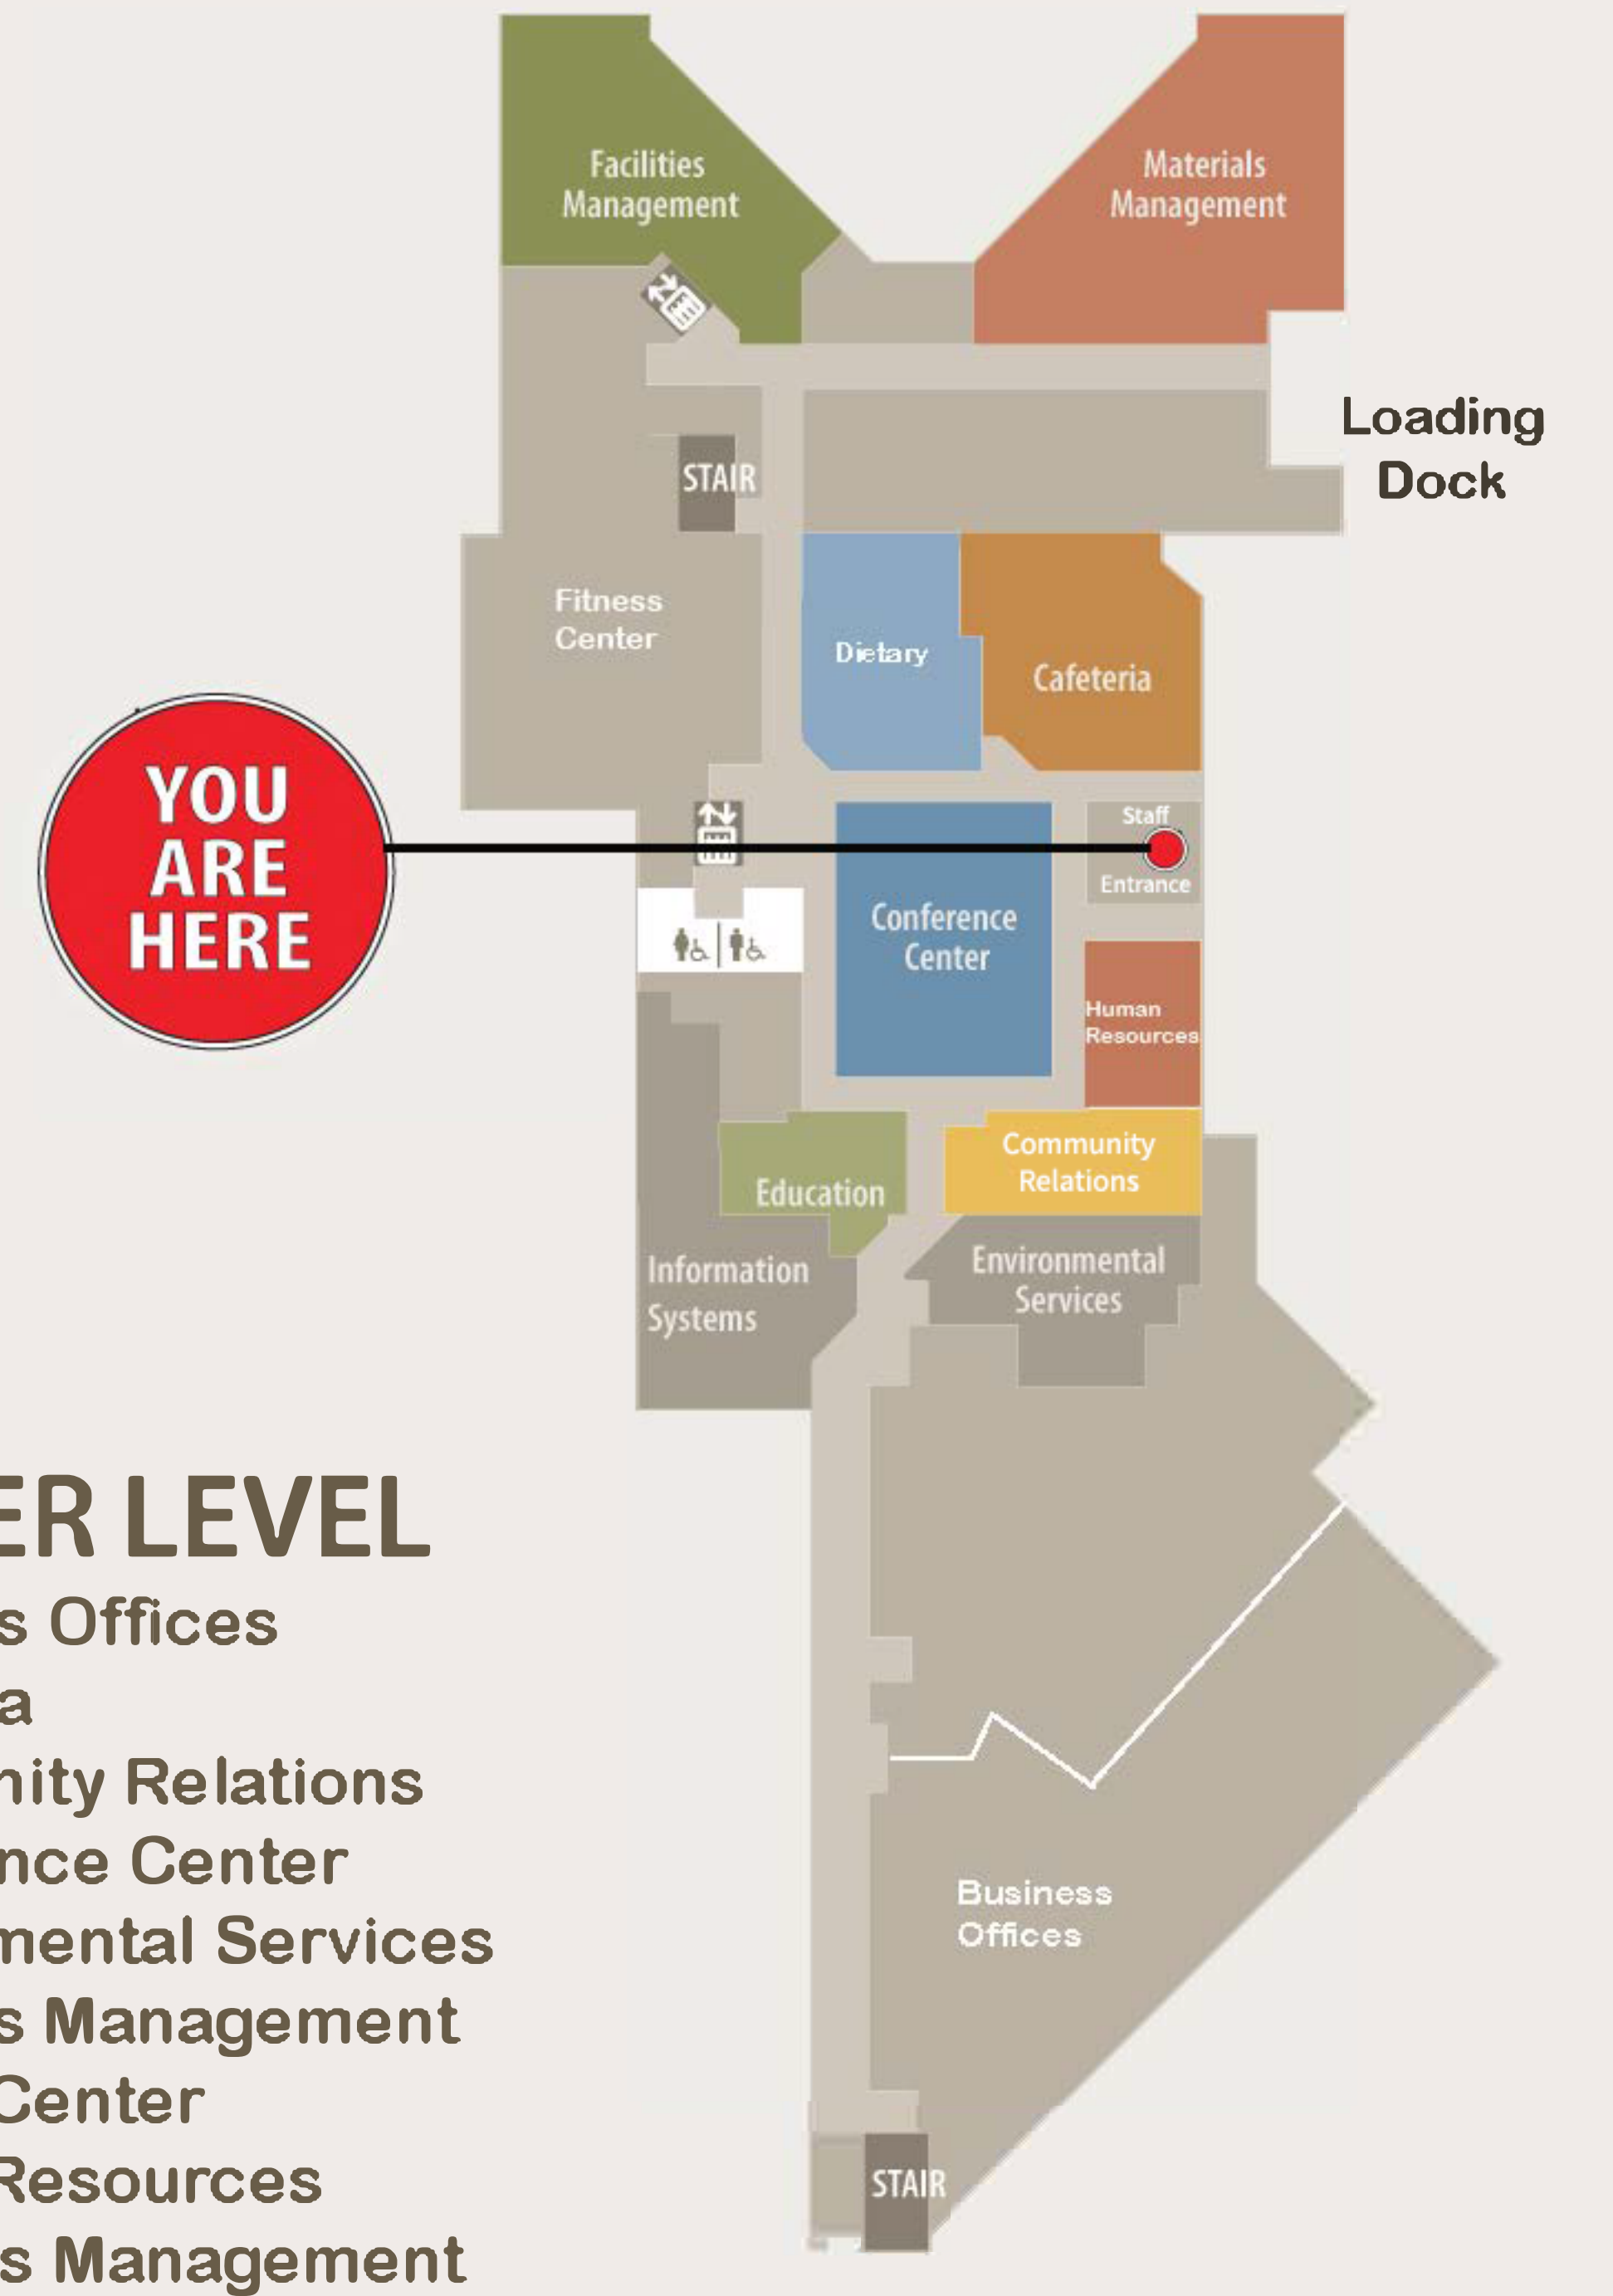 Facilities
Management
Materials
Management
Loading
Dock
STAIR
Fitness
Center
Dietary
Cafeteria
YOU
ARE
HERE
Staff
Entrance
Conference
Center
Human
Resources
Community
Relations
Education
Environmental
Services
Information
Systems
ER LEVEL
s Offices
a
nity Relations
nce Center
mental Services
s Management
Center
Resources
s Management
Business
Offices
STAIR